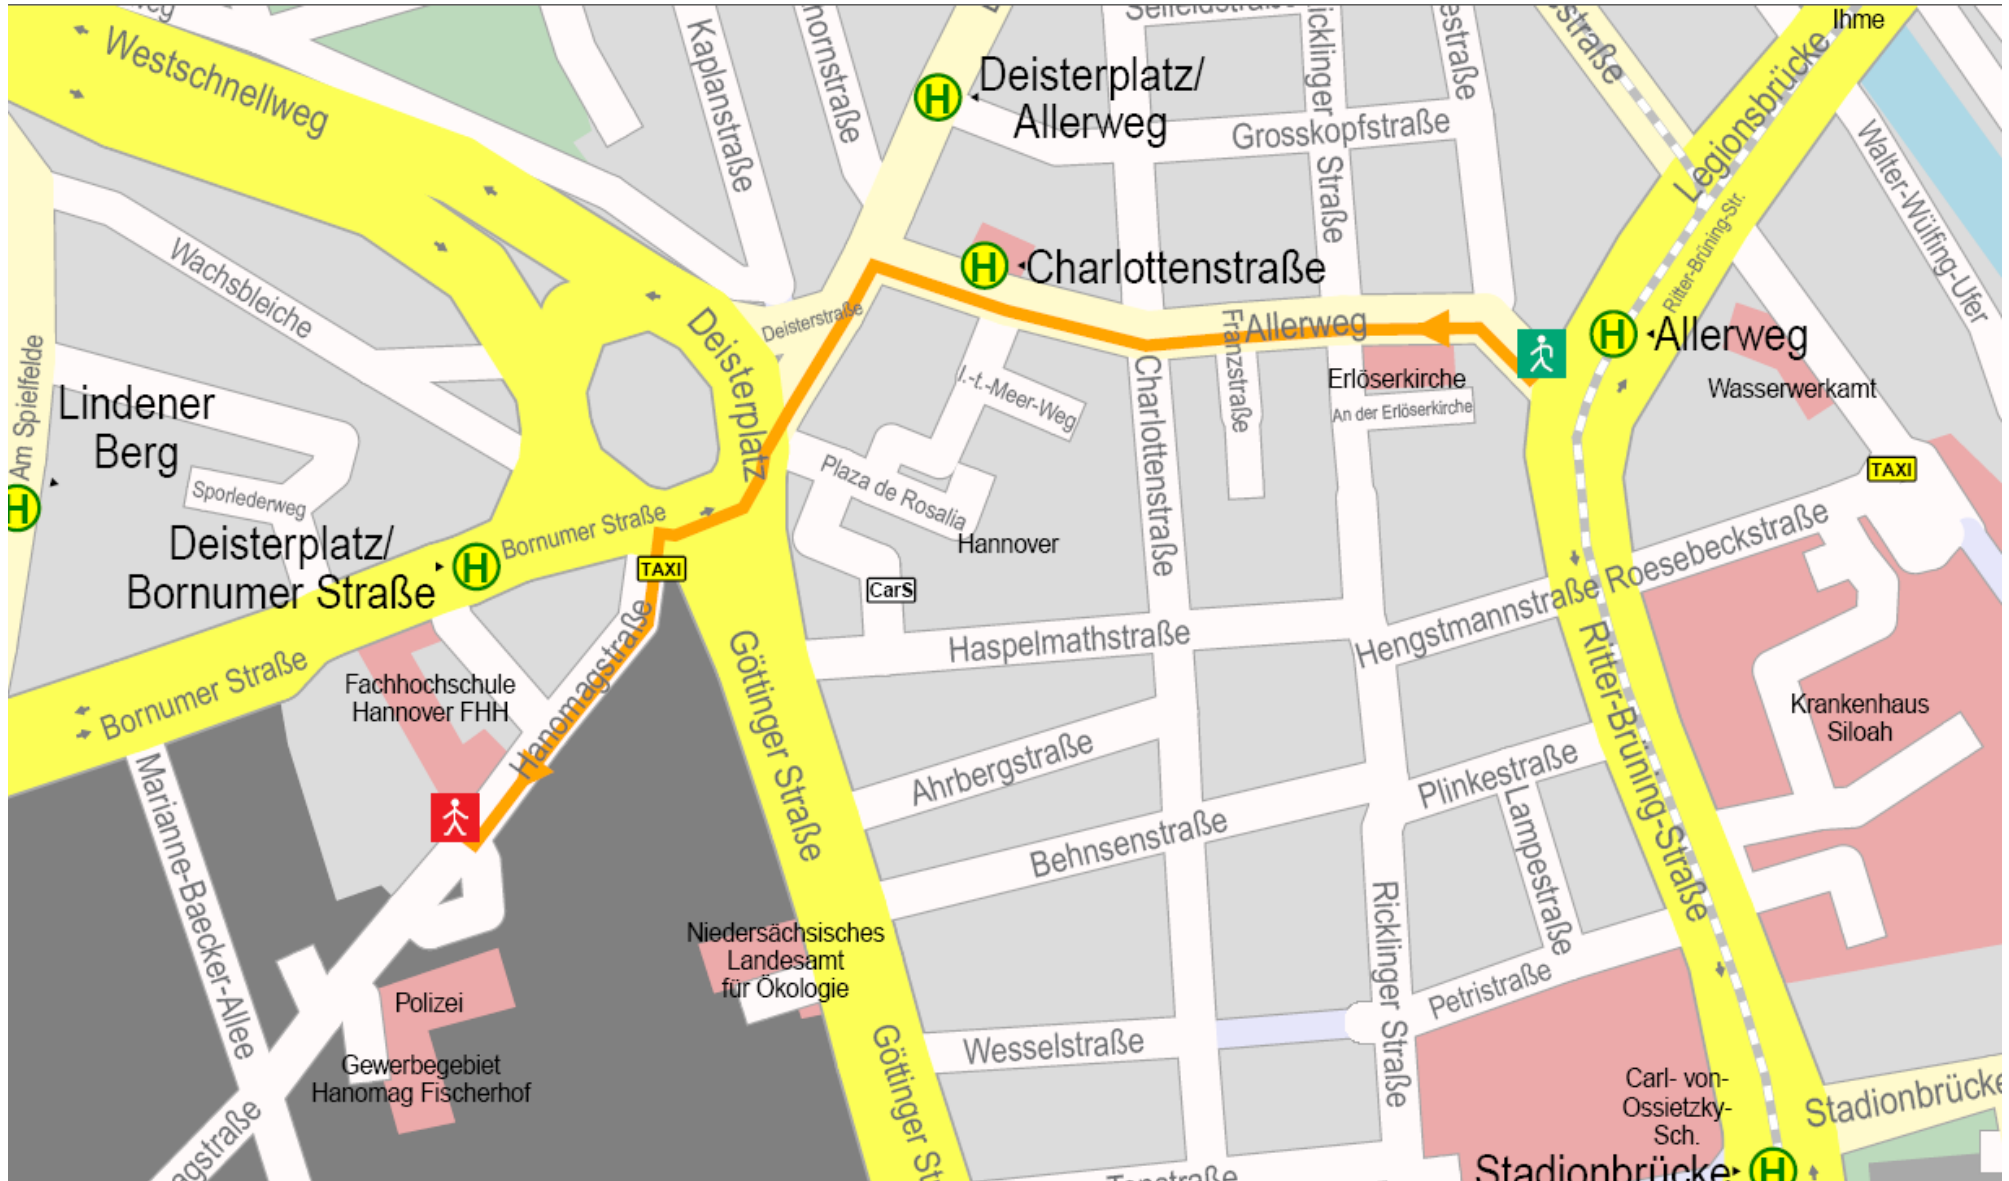 Ihme
Westschnellweg
Kaplanstraße
Deisterplatz/
Allerweg
Grosskopfstraße
Ricklinger Straße
Legionsbrücke
Ritter-Brüning-Str.
Walter-Wülfing-Ufer
Wachsbleiche
Charlottenstraße
Deisterstraße
Deisterplatz
Allerweg
Franzstraße
Allerweg
Am Spielfelde
Lindener
Berg
I.-t.-Meer-Weg
Charlottenstraße
Erlöserkirche
An der Erlöserkirche
Wasserwerkamt
Plaza de Rosalia
TAXI
Sporlederweg
Bornumer Straße
Deisterplatz/
Bornumer Straße
TAXI
Hannover
CarS
Roesebeckstraße
Hengstmannstraße
Haspelmathstraße
Bornumer Straße
Fachhochschule
Hannover FHH
Hanomagstraße
Göttinger Straße
Ritter-Brüning-Straße
Krankenhaus
Siloah
Ahrbergstraße
Plinkestraße
Lampestraße
Behnsenstraße
Marianne-Baecker-Allee
Ricklinger Straße
Niedersächsisches
Landesamt
für Ökologie
Polizei
Petristraße
Wesselstraße
Göttinger
Gewerbegebiet
Hanomag Fischerhof
Carl- von-
Ossietzky-
Sch.
Stadionbrücke
Stadionbrücke
H
H
H
H
H
H